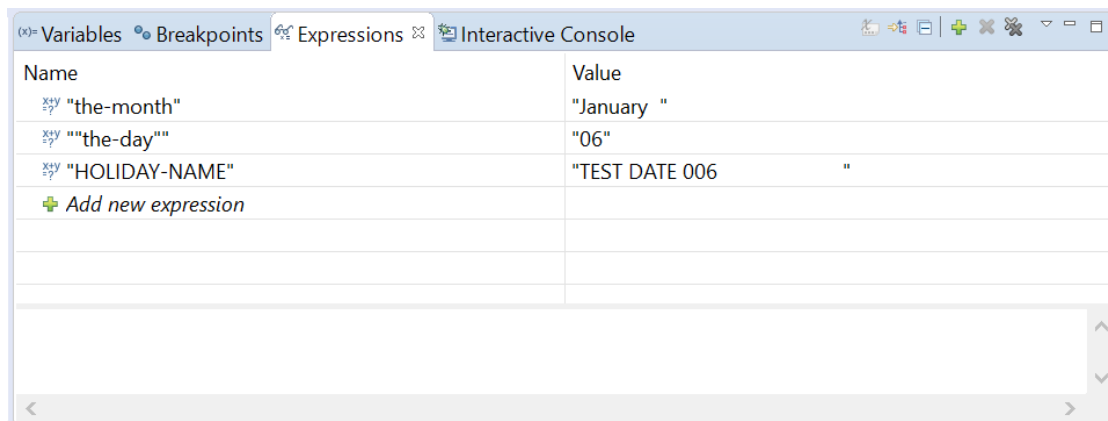 (x)= Variables Breakpoints Expressions Interactive Console
Name Value
x+y=? "the-month" "January  "
x+y=? ""the-day"" "06"
x+y=? "HOLIDAY-NAME" "TEST DATE 006                "
Add new expression